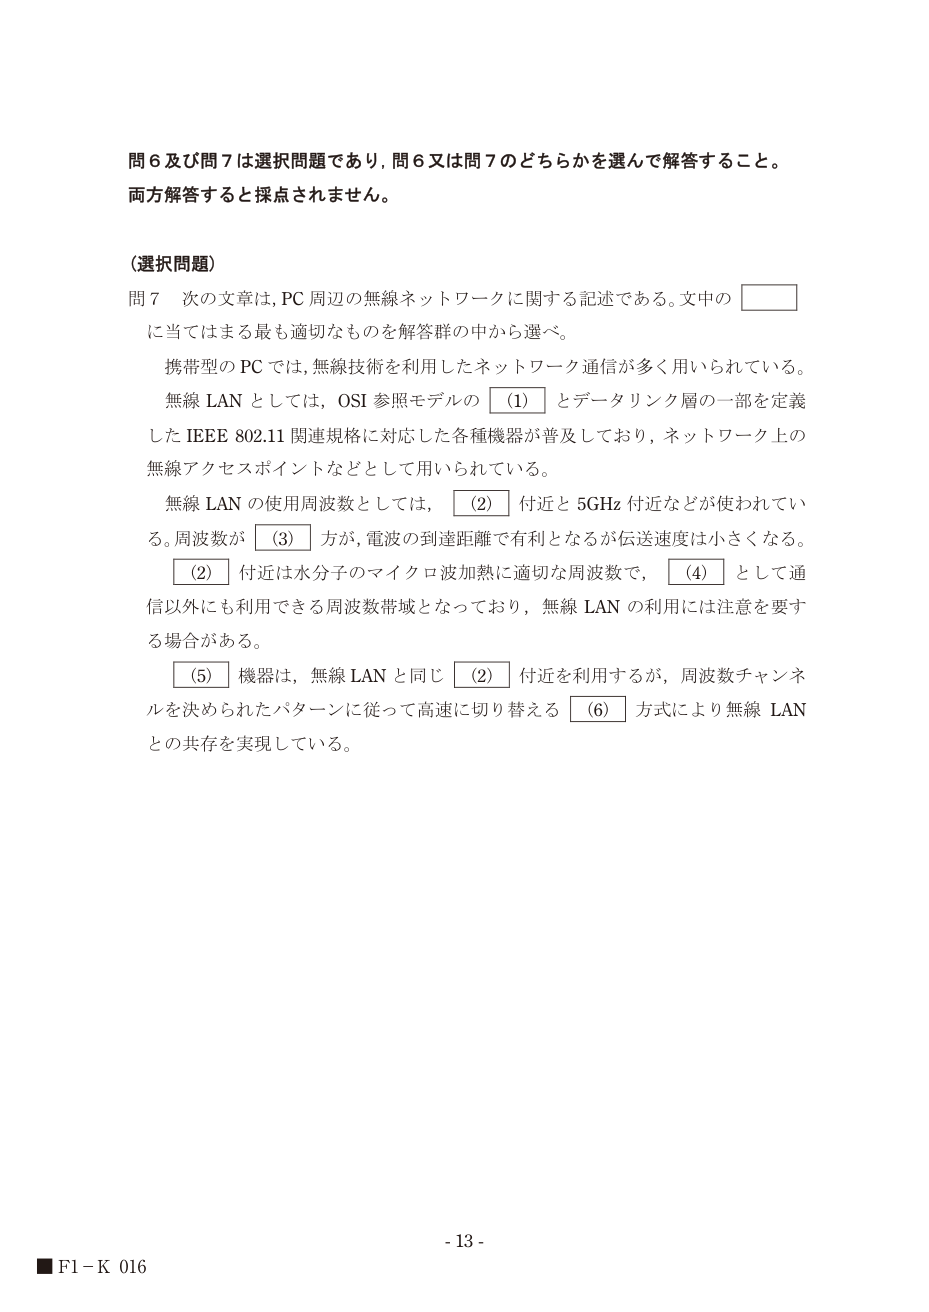 問６及び問７は選択問題であり，問６又は問７のどちらかを選んで解答すること。
両方解答すると採点されません。
（選択問題）
問７　次の文章は，PC 周辺の無線ネットワークに関する記述である。文中の
に当てはまる最も適切なものを解答群の中から選べ。
携帯型の PC では，無線技術を利用したネットワーク通信が多く用いられている。
無線 LAN としては，OSI 参照モデルの （1） とデータリンク層の一部を定義
した IEEE 802.11 関連規格に対応した各種機器が普及しており，ネットワーク上の
無線アクセスポイントなどとして用いられている。
無線 LAN の使用周波数としては， （2） 付近と 5GHz 付近などが使われてい
る。周波数が （3） 方が，電波の到達距離で有利となるが伝送速度は小さくなる。
（2） 付近は水分子のマイクロ波加熱に適切な周波数で， （4） として通
信以外にも利用できる周波数帯域となっており，無線 LAN の利用には注意を要す
る場合がある。
（5） 機器は，無線 LAN と同じ （2） 付近を利用するが，周波数チャンネ
ルを決められたパターンに従って高速に切り替える （6） 方式により無線 LAN
との共存を実現している。
- 13 -
■ F1－K 016